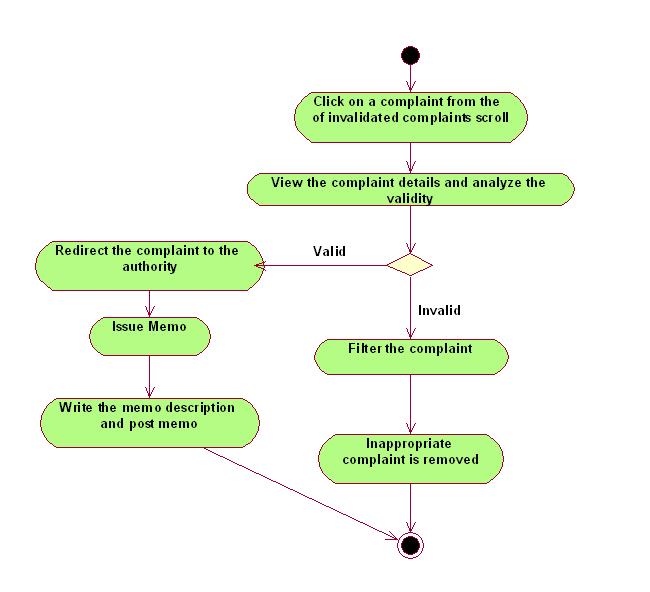 Click on a complaint from the
of invalidated complaints scroll
View the complaint details and analyze the
validity
Valid
Redirect the complaint to the
authority
Invalid
Issue Memo
Filter the complaint
Write the memo description
and post memo
Inappropriate
complaint is removed